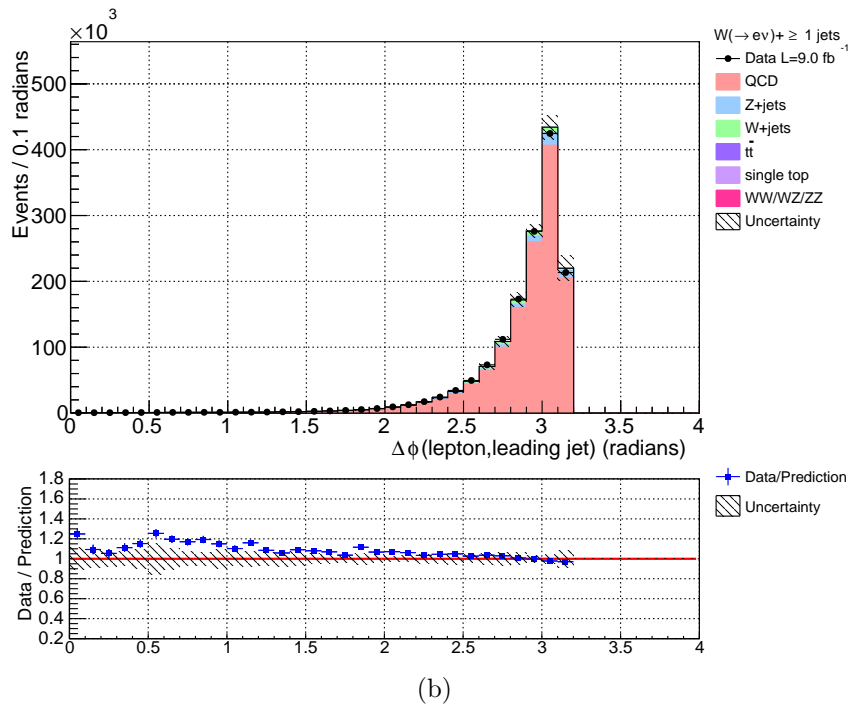 ×10³
W(→eν)+ ≥ 1 jets
Data L=9.0 fb⁻¹
QCD
Z+jets
W+jets
tt̄
single top
WW/WZ/ZZ
Uncertainty
Events / 0.1 radians
500
400
300
200
100
0
0 0.5 1 1.5 2 2.5 3 3.5 4
Δϕ(lepton,leading jet) (radians)
Data / Prediction
1.8
1.6
1.4
1.2
1
0.8
0.6
0.4
0.2
0 0.5 1 1.5 2 2.5 3 3.5 4
Data/Prediction
Uncertainty
(b)